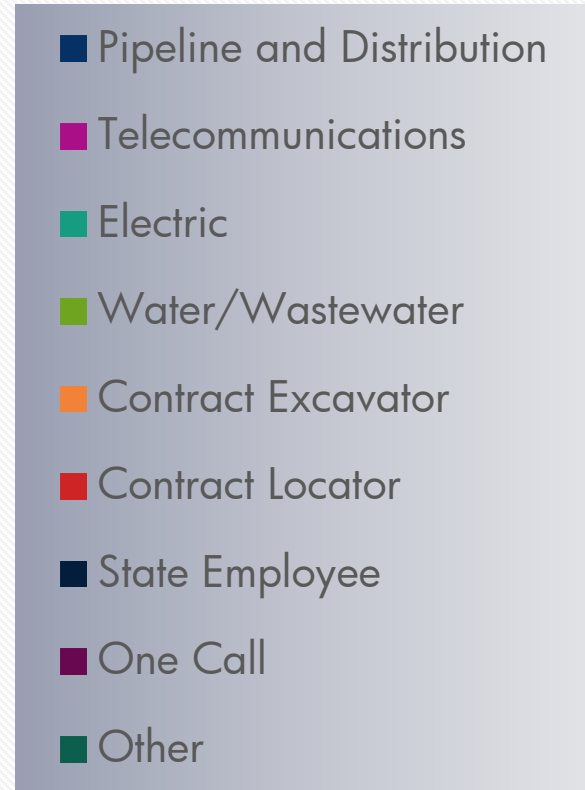 Pipeline and Distribution
Telecommunications
Electric
Water/Wastewater
Contract Excavator
Contract Locator
State Employee
One Call
Other